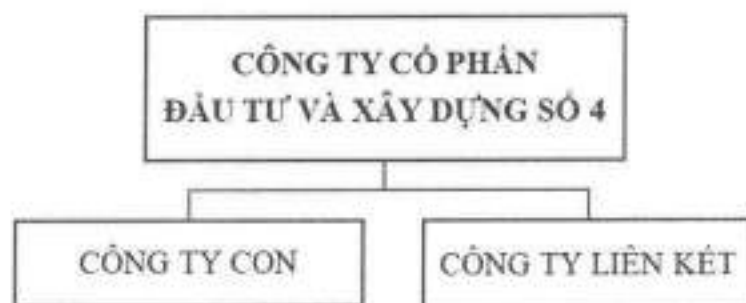 CÔNG TY CỔ PHẦN
ĐẦU TƯ VÀ XÂY DỰNG SỐ 4
CÔNG TY CON
CÔNG TY LIÊN KẾT